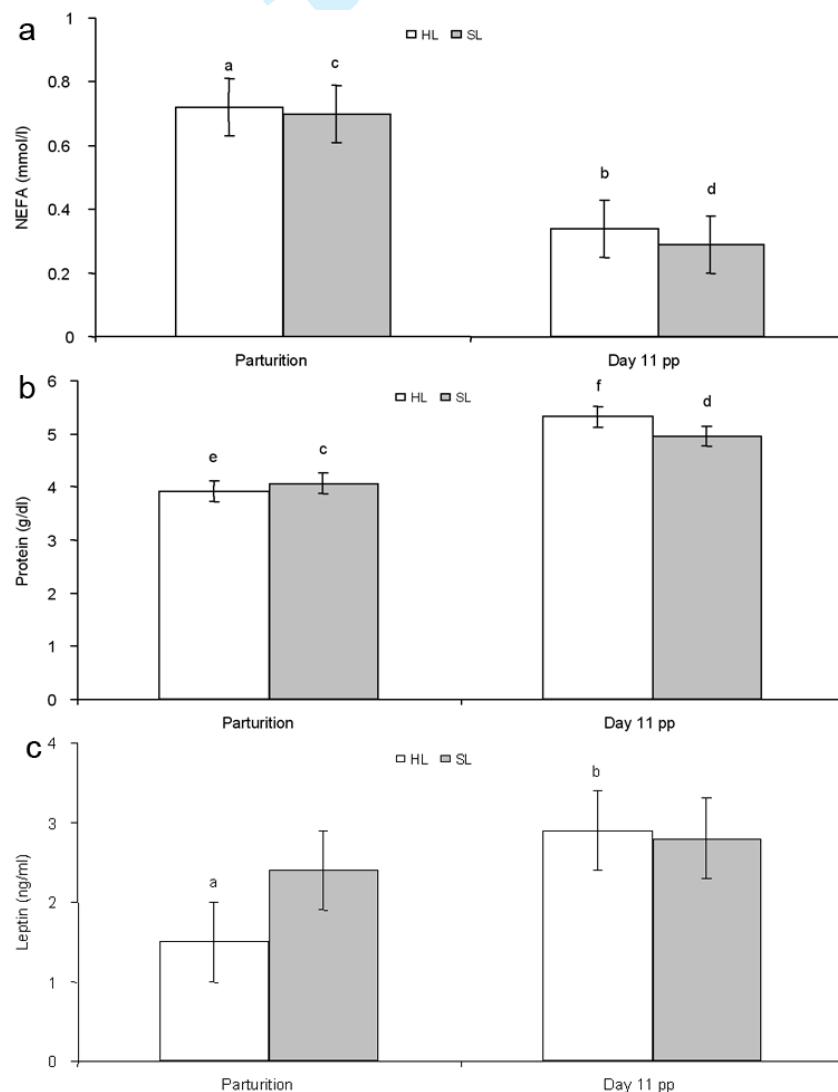 a
HL SL
1
a c
0.8
0.6
b d
0.4
0.2
0
NEFA (mmol/l)
Parturition Day 11 pp
b
HL SL
6
f d
5
e c
4
3
2
1
0
Protein (g/dl)
Parturition Day 11 pp
c
HL SL
4
b
3
a
2
1
0
Leptin (ng/ml)
Parturition Day 11 pp